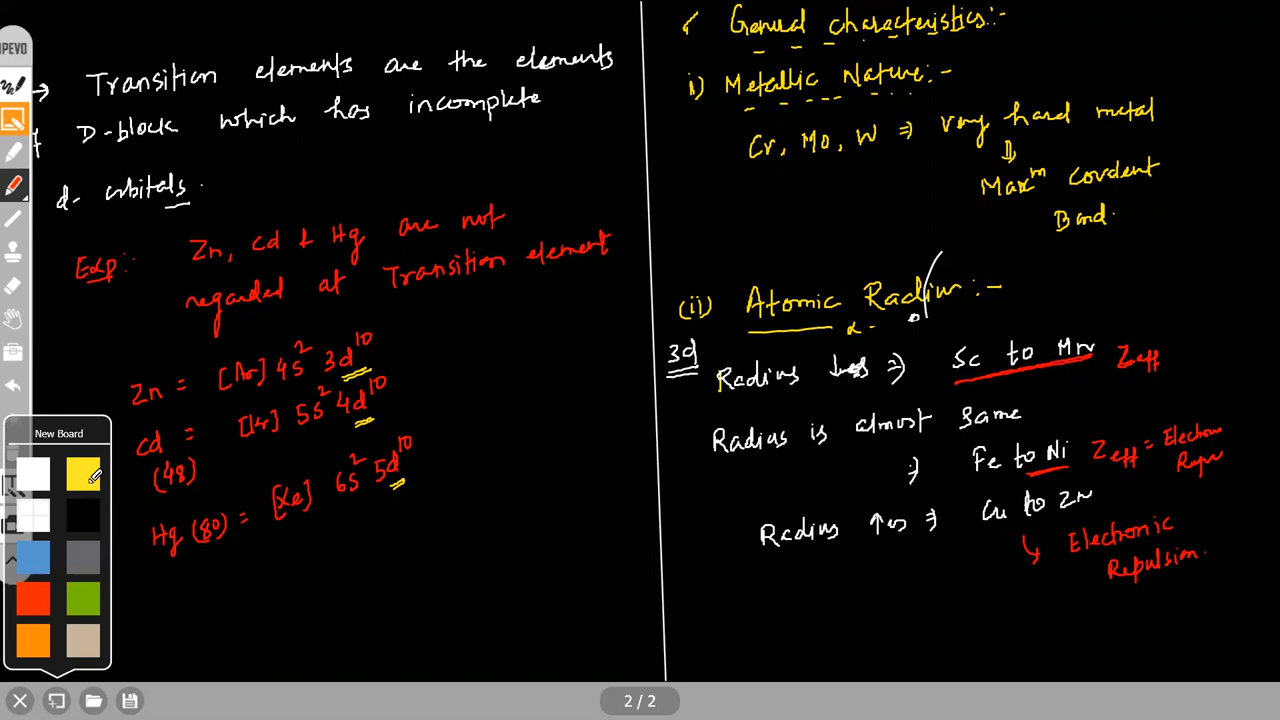 IPEVO
→ Transition elements are the elements
of D-block which has incomplete
d- orbitals.
Exp:- Zn, Cd & Hg are not
regarded at Transition element
Zn = [Ar] 4s² 3d¹⁰
Cd = [Kr] 5s² 4d¹⁰
(48)
Hg (80) = [Xe] 6s² 5d¹⁰
New Board
General characteristics:-
i) Metallic Nature:-
Cr, Mo, W ⇒ very hard metal
⇓
Maxᵐ Covalent
Bond.
(ii) Atomic Radius:-
3d
Radius ↓es ⇒ Sc to Mn Zeff
Radius is almost same
⇒ Fe to Ni Zeff = Electron
Repu
Radius ↑es ⇒ Cu to Zn
↳ Electronic
Repulsion.
2 / 2